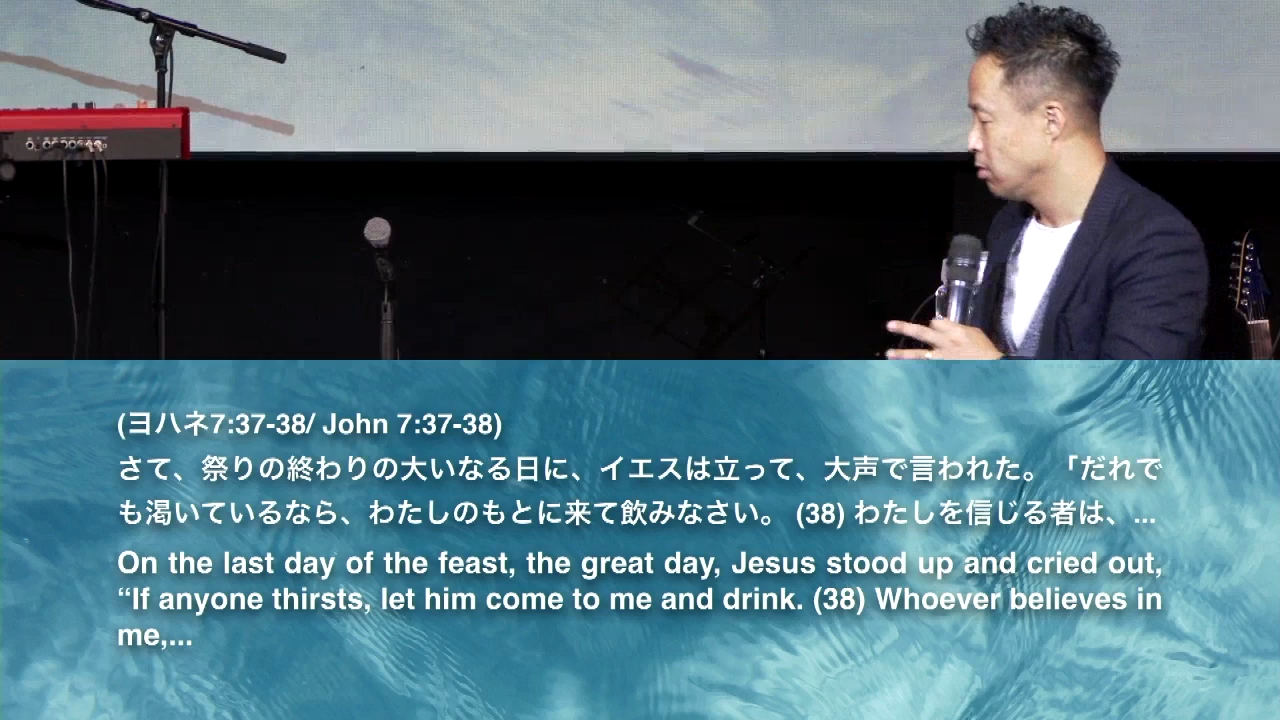 (ヨハネ7:37-38/ John 7:37-38)
さて、祭りの終わりの大いなる日に、イエスは立って、大声で言われた。「だれで
も渇いているなら、わたしのもとに来て飲みなさい。 (38) わたしを信じる者は、...
On the last day of the feast, the great day, Jesus stood up and cried out,
“If anyone thirsts, let him come to me and drink. (38) Whoever believes in
me,...